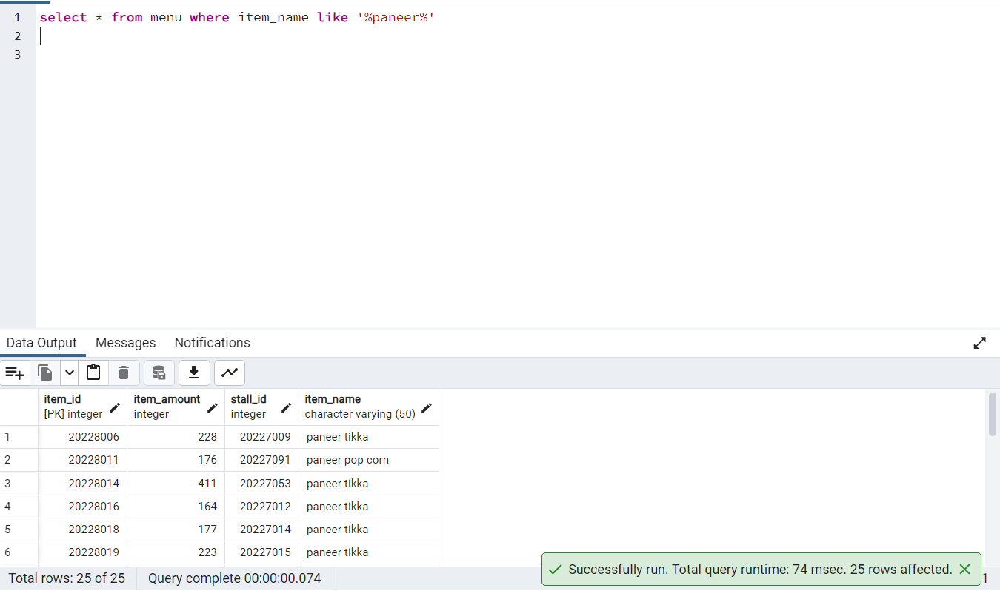 1 select * from menu where item_name like '%paneer%'
2
3
Data Output Messages Notifications
item_id item_amount stall_id item_name
[PK] integer integer integer character varying (50)
1 20228006 228 20227009 paneer tikka
2 20228011 176 20227091 paneer pop corn
3 20228014 411 20227053 paneer tikka
4 20228016 164 20227012 paneer tikka
5 20228018 177 20227014 paneer tikka
6 20228019 223 20227015 paneer tikka
Successfully run. Total query runtime: 74 msec. 25 rows affected.
Total rows: 25 of 25 Query complete 00:00:00.074 1